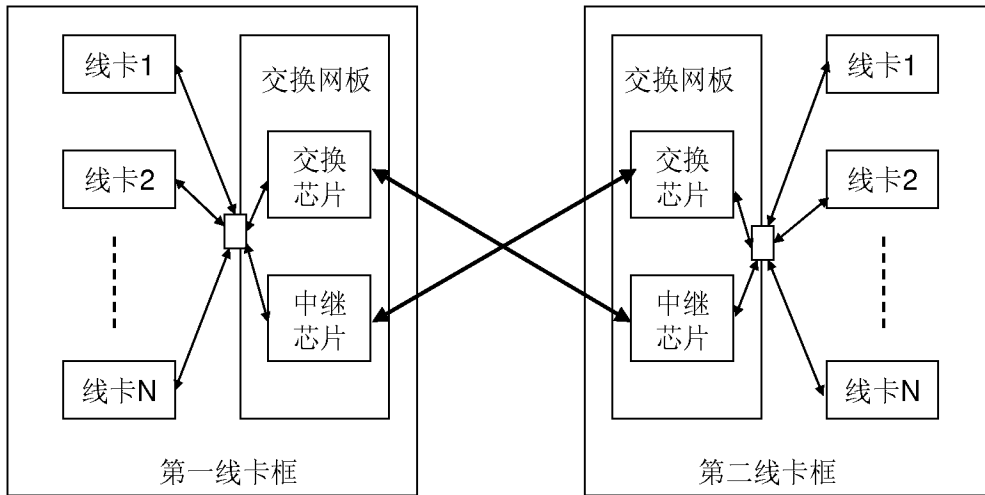 线卡1
线卡2
线卡N
交换网板
交换
芯片
中继
芯片
第一线卡框
交换网板
交换
芯片
中继
芯片
线卡1
线卡2
线卡N
第二线卡框